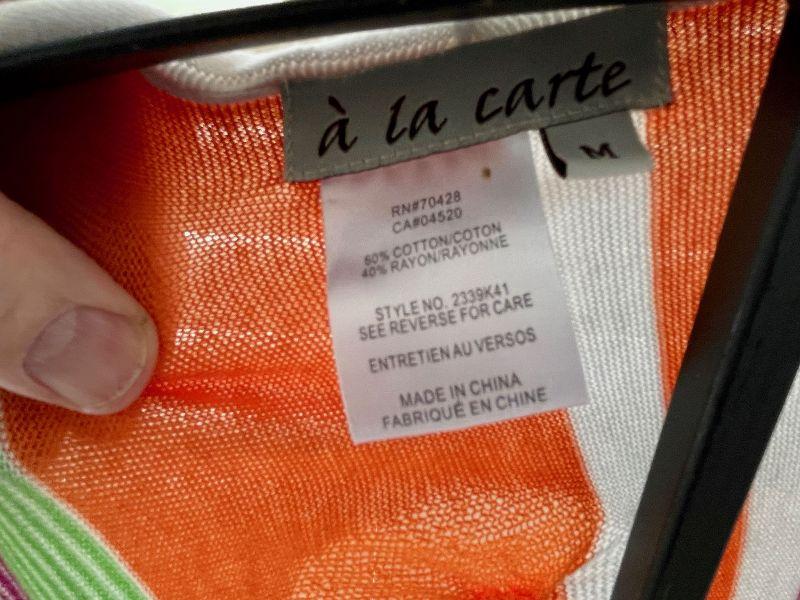 à la carte
M
RN#70428
CA#04520
60% COTTON/COTON
40% RAYON/RAYONNE
STYLE NO. 2339K41
SEE REVERSE FOR CARE
ENTRETIEN AU VERSOS
MADE IN CHINA
FABRIQUÉ EN CHINE